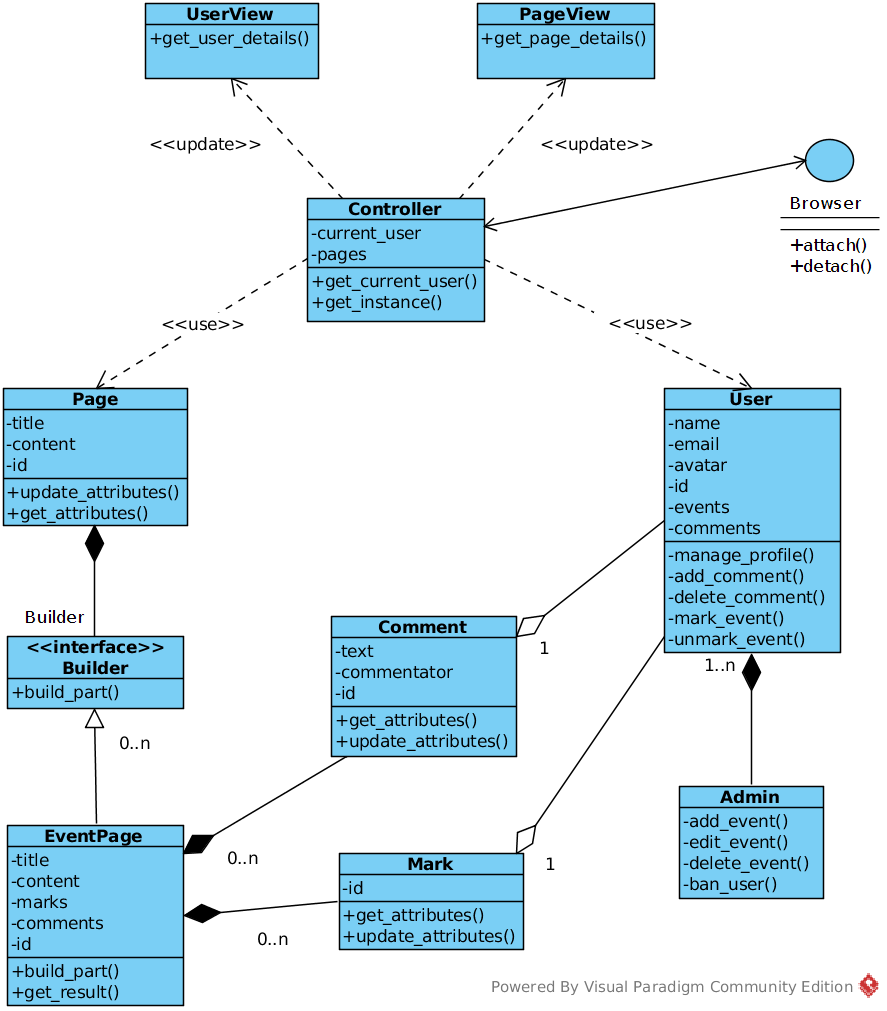 UserView
+get_user_details()
PageView
+get_page_details()
<<update>>
<<update>>
Controller
-current_user
-pages
+get_current_user()
+get_instance()
Browser
+attach()
+detach()
<<use>>
<<use>>
Page
-title
-content
-id
+update_attributes()
+get_attributes()
User
-name
-email
-avatar
-id
-events
-comments
-manage_profile()
-add_comment()
-delete_comment()
-mark_event()
-unmark_event()
Builder
<<interface>>
Builder
+build_part()
Comment
-text
-commentator
-id
+get_attributes()
+update_attributes()
1
1..n
0..n
Admin
-add_event()
-edit_event()
-delete_event()
-ban_user()
EventPage
-title
-content
-marks
-comments
-id
+build_part()
+get_result()
0..n
Mark
-id
+get_attributes()
+update_attributes()
1
0..n
Powered By Visual Paradigm Community Edition